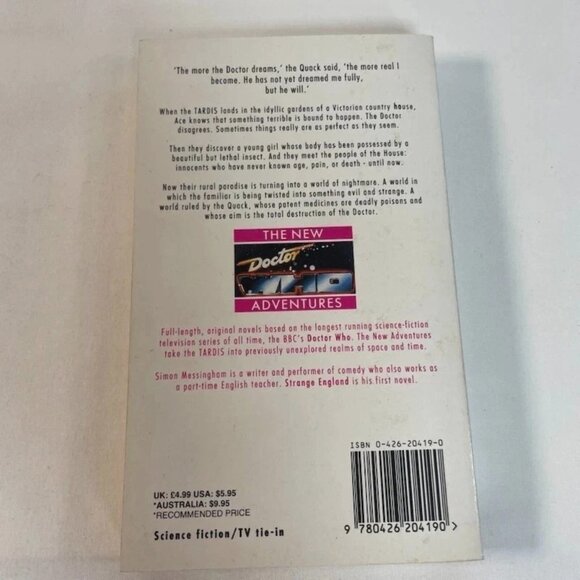 'The more the Doctor dreams,' the Quack said, 'the more real I
become. He has not yet dreamed me fully,
but he will.'
When the TARDIS lands in the idyllic gardens of a Victorian country house,
Ace knows that something terrible is bound to happen. The Doctor
disagrees. Sometimes things really are as perfect as they seem.
Then they discover a young girl whose body has been possessed by a
beautiful but lethal insect. And they meet the people of the House:
innocents who have never known age, pain, or death - until now.
Now their rural paradise is turning into a world of nightmare. A world in
which the familiar is being twisted into something evil and strange. A
world ruled by the Quack, whose patent medicines are deadly poisons and
whose aim is the total destruction of the Doctor.
THE NEW
Doctor
WHO
ADVENTURES
Full-length, original novels based on the longest running science-fiction
television series of all time, the BBC's Doctor Who. The New Adventures
take the TARDIS into previously unexplored realms of space and time.
Simon Messingham is a writer and performer of comedy who also works as
a part-time English teacher. Strange England is his first novel.
ISBN 0-426-20419-0
UK: £4.99 USA: $5.95
*AUSTRALIA: $9.95
*RECOMMENDED PRICE
Science fiction/TV tie-in
9 780426 204190 >